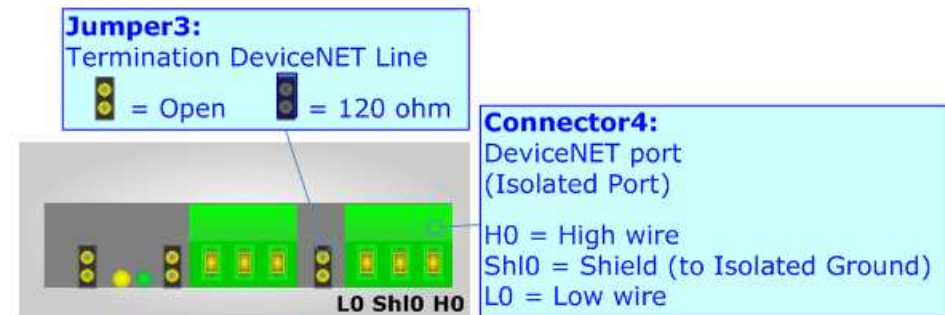 Jumper3:
Termination DeviceNET Line
= Open = 120 ohm
Connector4:
DeviceNET port
(Isolated Port)
H0 = High wire
Shl0 = Shield (to Isolated Ground)
L0 = Low wire
L0 Shl0 H0